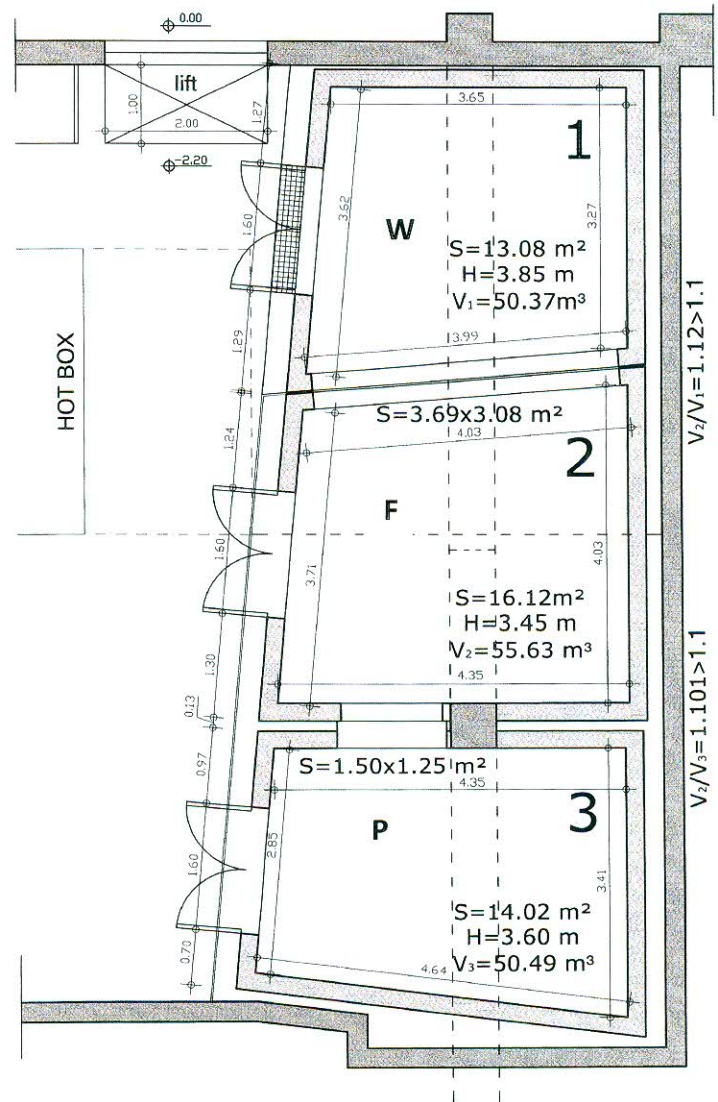 0.00
lift
1.00
2.00
1.27
-2.20
3.65
1
3.62
W
3.27
1.60
S=13.08 m²
H=3.85 m
V₁=50.37m³
3.99
1.29
HOT BOX
V₂/V₁=1.12>1.1
S=3.69x3.08 m²
4.03
1.24
2
F
1.60
3.71
4.03
S=16.12m²
H=3.45 m
V₂=55.63 m³
4.35
1.30
0.13
V₂/V₃=1.101>1.1
S=1.50x1.25 m²
4.35
0.97
3
P
2.85
1.60
3.41
S=14.02 m²
H=3.60 m
V₃=50.49 m³
4.64
0.70